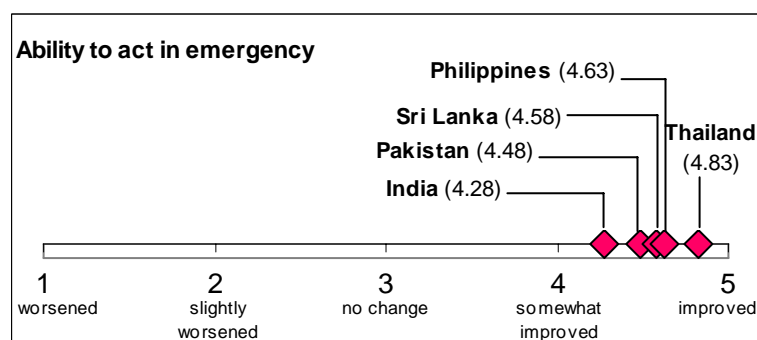 Ability to act in emergency
Philippines (4.63)
Sri Lanka (4.58)
Thailand
(4.83)
Pakistan (4.48)
India (4.28)
1 2 3 4 5
worsened slightly no change somewhat improved
worsened improved